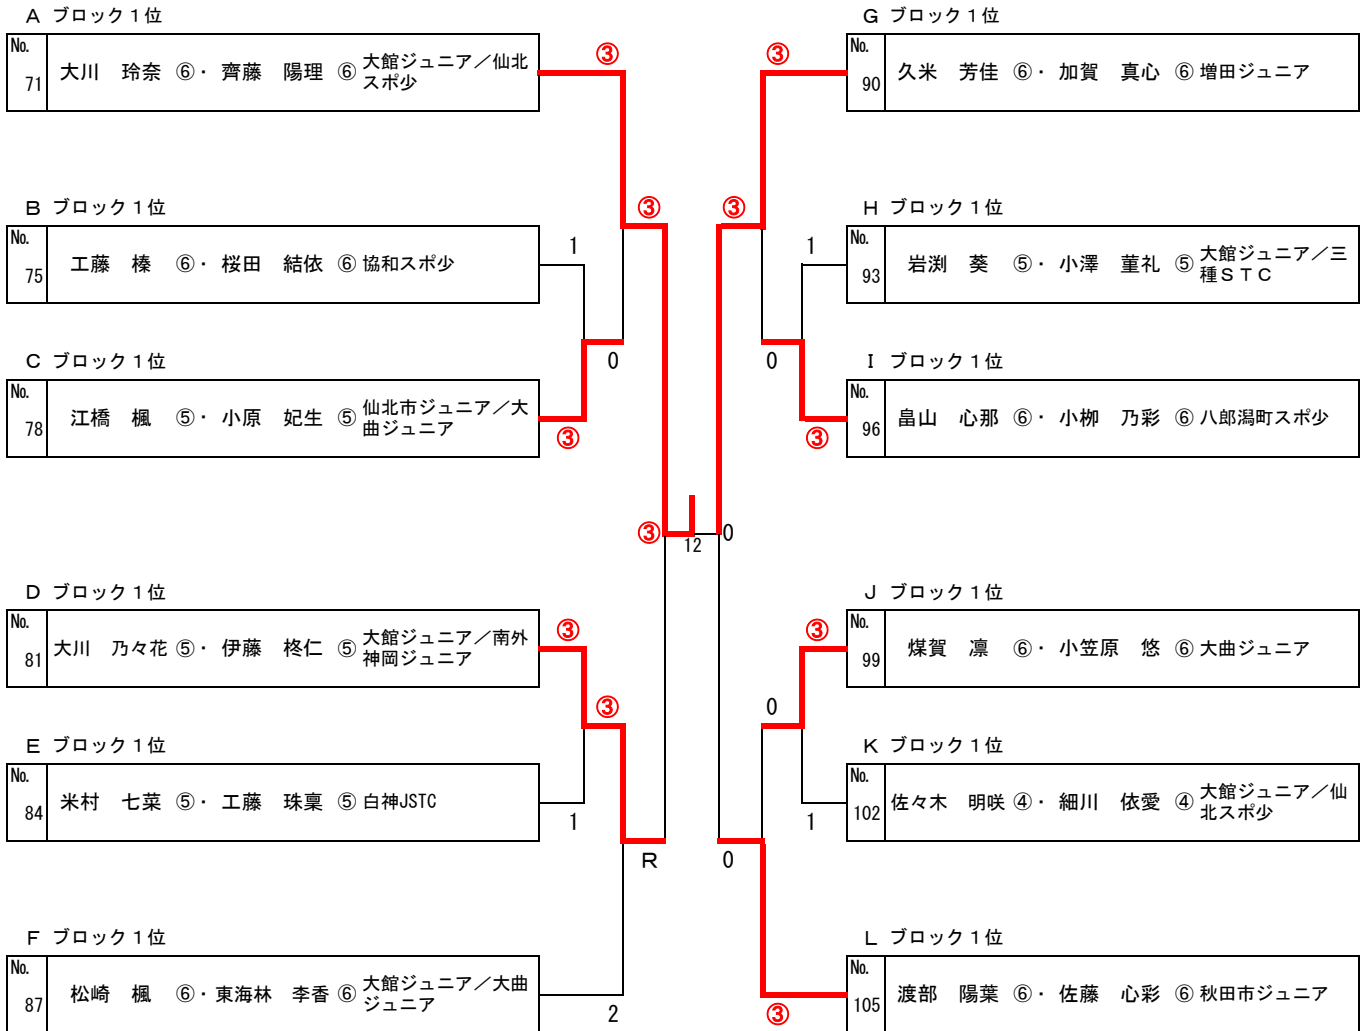 A ブロック１位
No.
71
大川　玲奈 ⑥・ 齊藤　陽理 ⑥ 大館ジュニア／仙北
スポ少
③
B ブロック１位
No.
75
工藤　榛 ⑥・ 桜田　結依 ⑥ 協和スポ少
1
③
C ブロック１位
No.
78
江橋　楓 ⑤・ 小原　妃生 ⑤ 仙北市ジュニア／大
曲ジュニア
③
0
③
12
0
D ブロック１位
No.
81
大川　乃々花 ⑤・ 伊藤　柊仁 ⑤ 大館ジュニア／南外
神岡ジュニア
③
③
E ブロック１位
No.
84
米村　七菜 ⑤・ 工藤　珠稟 ⑤ 白神JSTC
1
R
F ブロック１位
No.
87
松崎　楓 ⑥・ 東海林　李香 ⑥ 大館ジュニア／大曲
ジュニア
2
G ブロック１位
No.
90
久米　芳佳 ⑥・ 加賀　真心 ⑥ 増田ジュニア
③
③
H ブロック１位
No.
93
岩渕　葵 ⑤・ 小澤　菫礼 ⑤ 大館ジュニア／三
種ＳＴＣ
1
0
I ブロック１位
No.
96
畠山　心那 ⑥・ 小栁　乃彩 ⑥ 八郎潟町スポ少
③
J ブロック１位
No.
99
煤賀　凛 ⑥・ 小笠原　悠 ⑥ 大曲ジュニア
③
0
K ブロック１位
No.
102
佐々木　明咲 ④・ 細川　依愛 ④ 大館ジュニア／仙
北スポ少
1
0
L ブロック１位
No.
105
渡部　陽葉 ⑥・ 佐藤　心彩 ⑥ 秋田市ジュニア
③